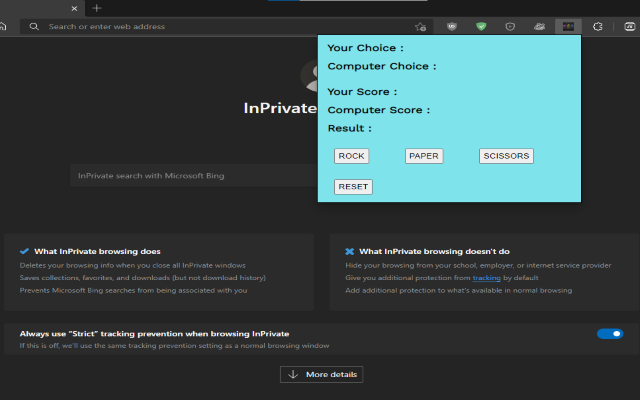 Search or enter web address
Your Choice :
Computer Choice :
Your Score :
Computer Score :
Result :
ROCK
PAPER
SCISSORS
RESET
InPrivate
InPrivate search with Microsoft Bing
What InPrivate browsing does
Deletes your browsing info when you close all InPrivate windows
Saves collections, favorites, and downloads (but not download history)
Prevents Microsoft Bing searches from being associated with you
What InPrivate browsing doesn't do
Hide your browsing from your school, employer, or internet service provider
Give you additional protection from tracking by default
Add additional protection to what's available in normal browsing
Always use "Strict" tracking prevention when browsing InPrivate
If this is off, we'll use the same tracking prevention setting as a normal browsing window
More details